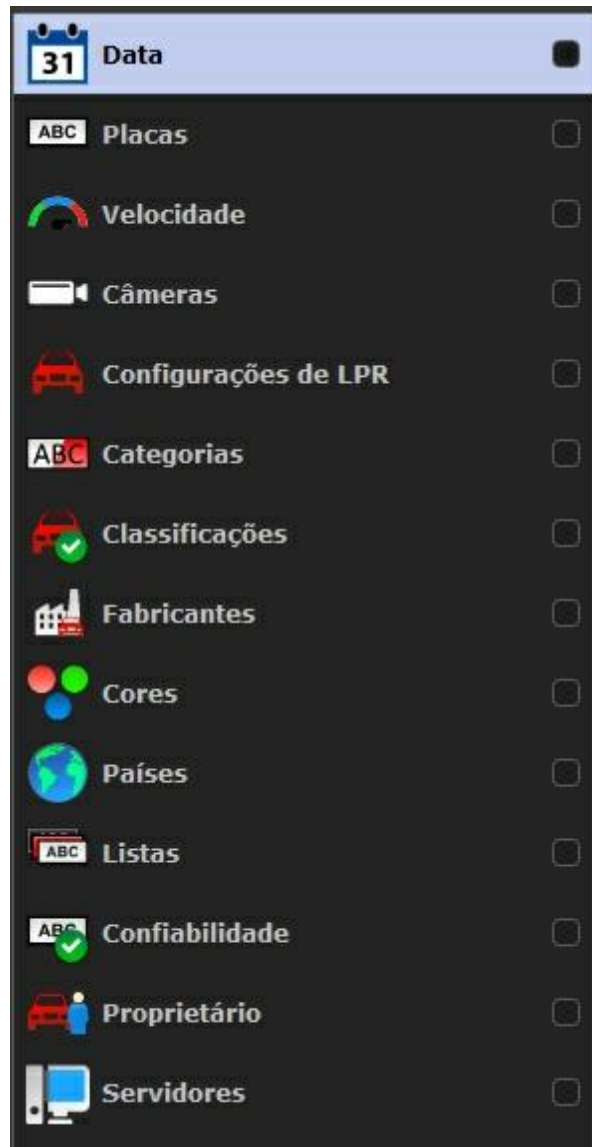 31 Data
ABC Placas
Velocidade
Câmeras
Configurações de LPR
ABC Categorias
Classificações
Fabricantes
Cores
Países
ABC Listas
ABC Confiabilidade
Proprietário
Servidores